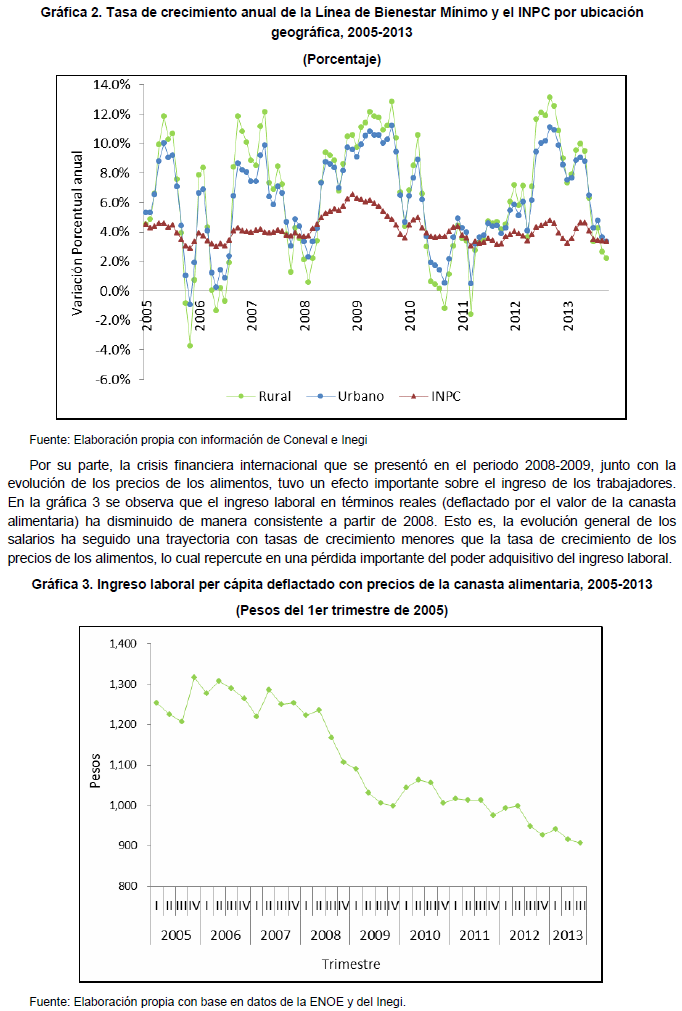 Gráfica 2. Tasa de crecimiento anual de la Línea de Bienestar Mínimo y el INPC por ubicación
geográfica, 2005-2013
(Porcentaje)
14.0%
12.0%
10.0%
8.0%
6.0%
4.0%
2.0%
0.0%
-2.0%
-4.0%
-6.0%
Variación Porcentual anual
2005
2006
2007
2008
2009
2010
2011
2012
2013
Rural
Urbano
INPC
Fuente: Elaboración propia con información de Coneval e Inegi
Por su parte, la crisis financiera internacional que se presentó en el periodo 2008-2009, junto con la
evolución de los precios de los alimentos, tuvo un efecto importante sobre el ingreso de los trabajadores.
En la gráfica 3 se observa que el ingreso laboral en términos reales (deflactado por el valor de la canasta
alimentaria) ha disminuido de manera consistente a partir de 2008. Esto es, la evolución general de los
salarios ha seguido una trayectoria con tasas de crecimiento menores que la tasa de crecimiento de los
precios de los alimentos, lo cual repercute en una pérdida importante del poder adquisitivo del ingreso laboral.
Gráfica 3. Ingreso laboral per cápita deflactado con precios de la canasta alimentaria, 2005-2013
(Pesos del 1er trimestre de 2005)
1,400
1,300
1,200
1,100
1,000
900
800
Pesos
I II III IV I II III IV I II III IV I II III IV I II III IV I II III IV I II III IV I II III IV I II III
2005 2006 2007 2008 2009 2010 2011 2012 2013
Trimestre
Fuente: Elaboración propia con base en datos de la ENOE y del Inegi.